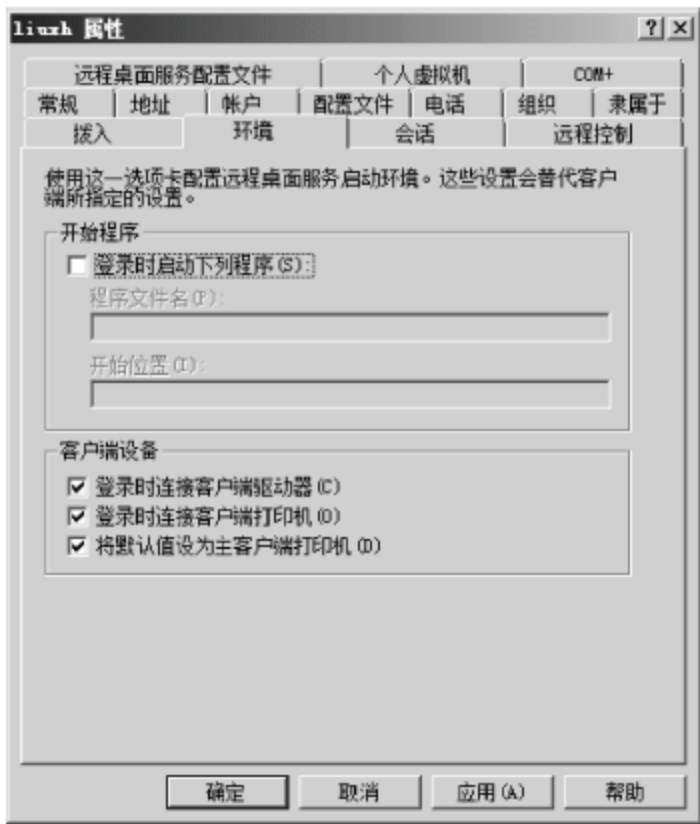 liuxh 属性
远程桌面服务配置文件 个人虚拟机 COM+
常规 地址 帐户 配置文件 电话 组织 隶属于
拨入 环境 会话 远程控制
使用这一选项卡配置远程桌面服务启动环境。这些设置会替代客户
端所指定的设置。
开始程序
登录时启动下列程序(S):
程序文件名(P):
开始位置(T):
客户端设备
登录时连接客户端驱动器(C)
登录时连接客户端打印机(O)
将默认值设为主客户端打印机(D)
确定 取消 应用(A) 帮助